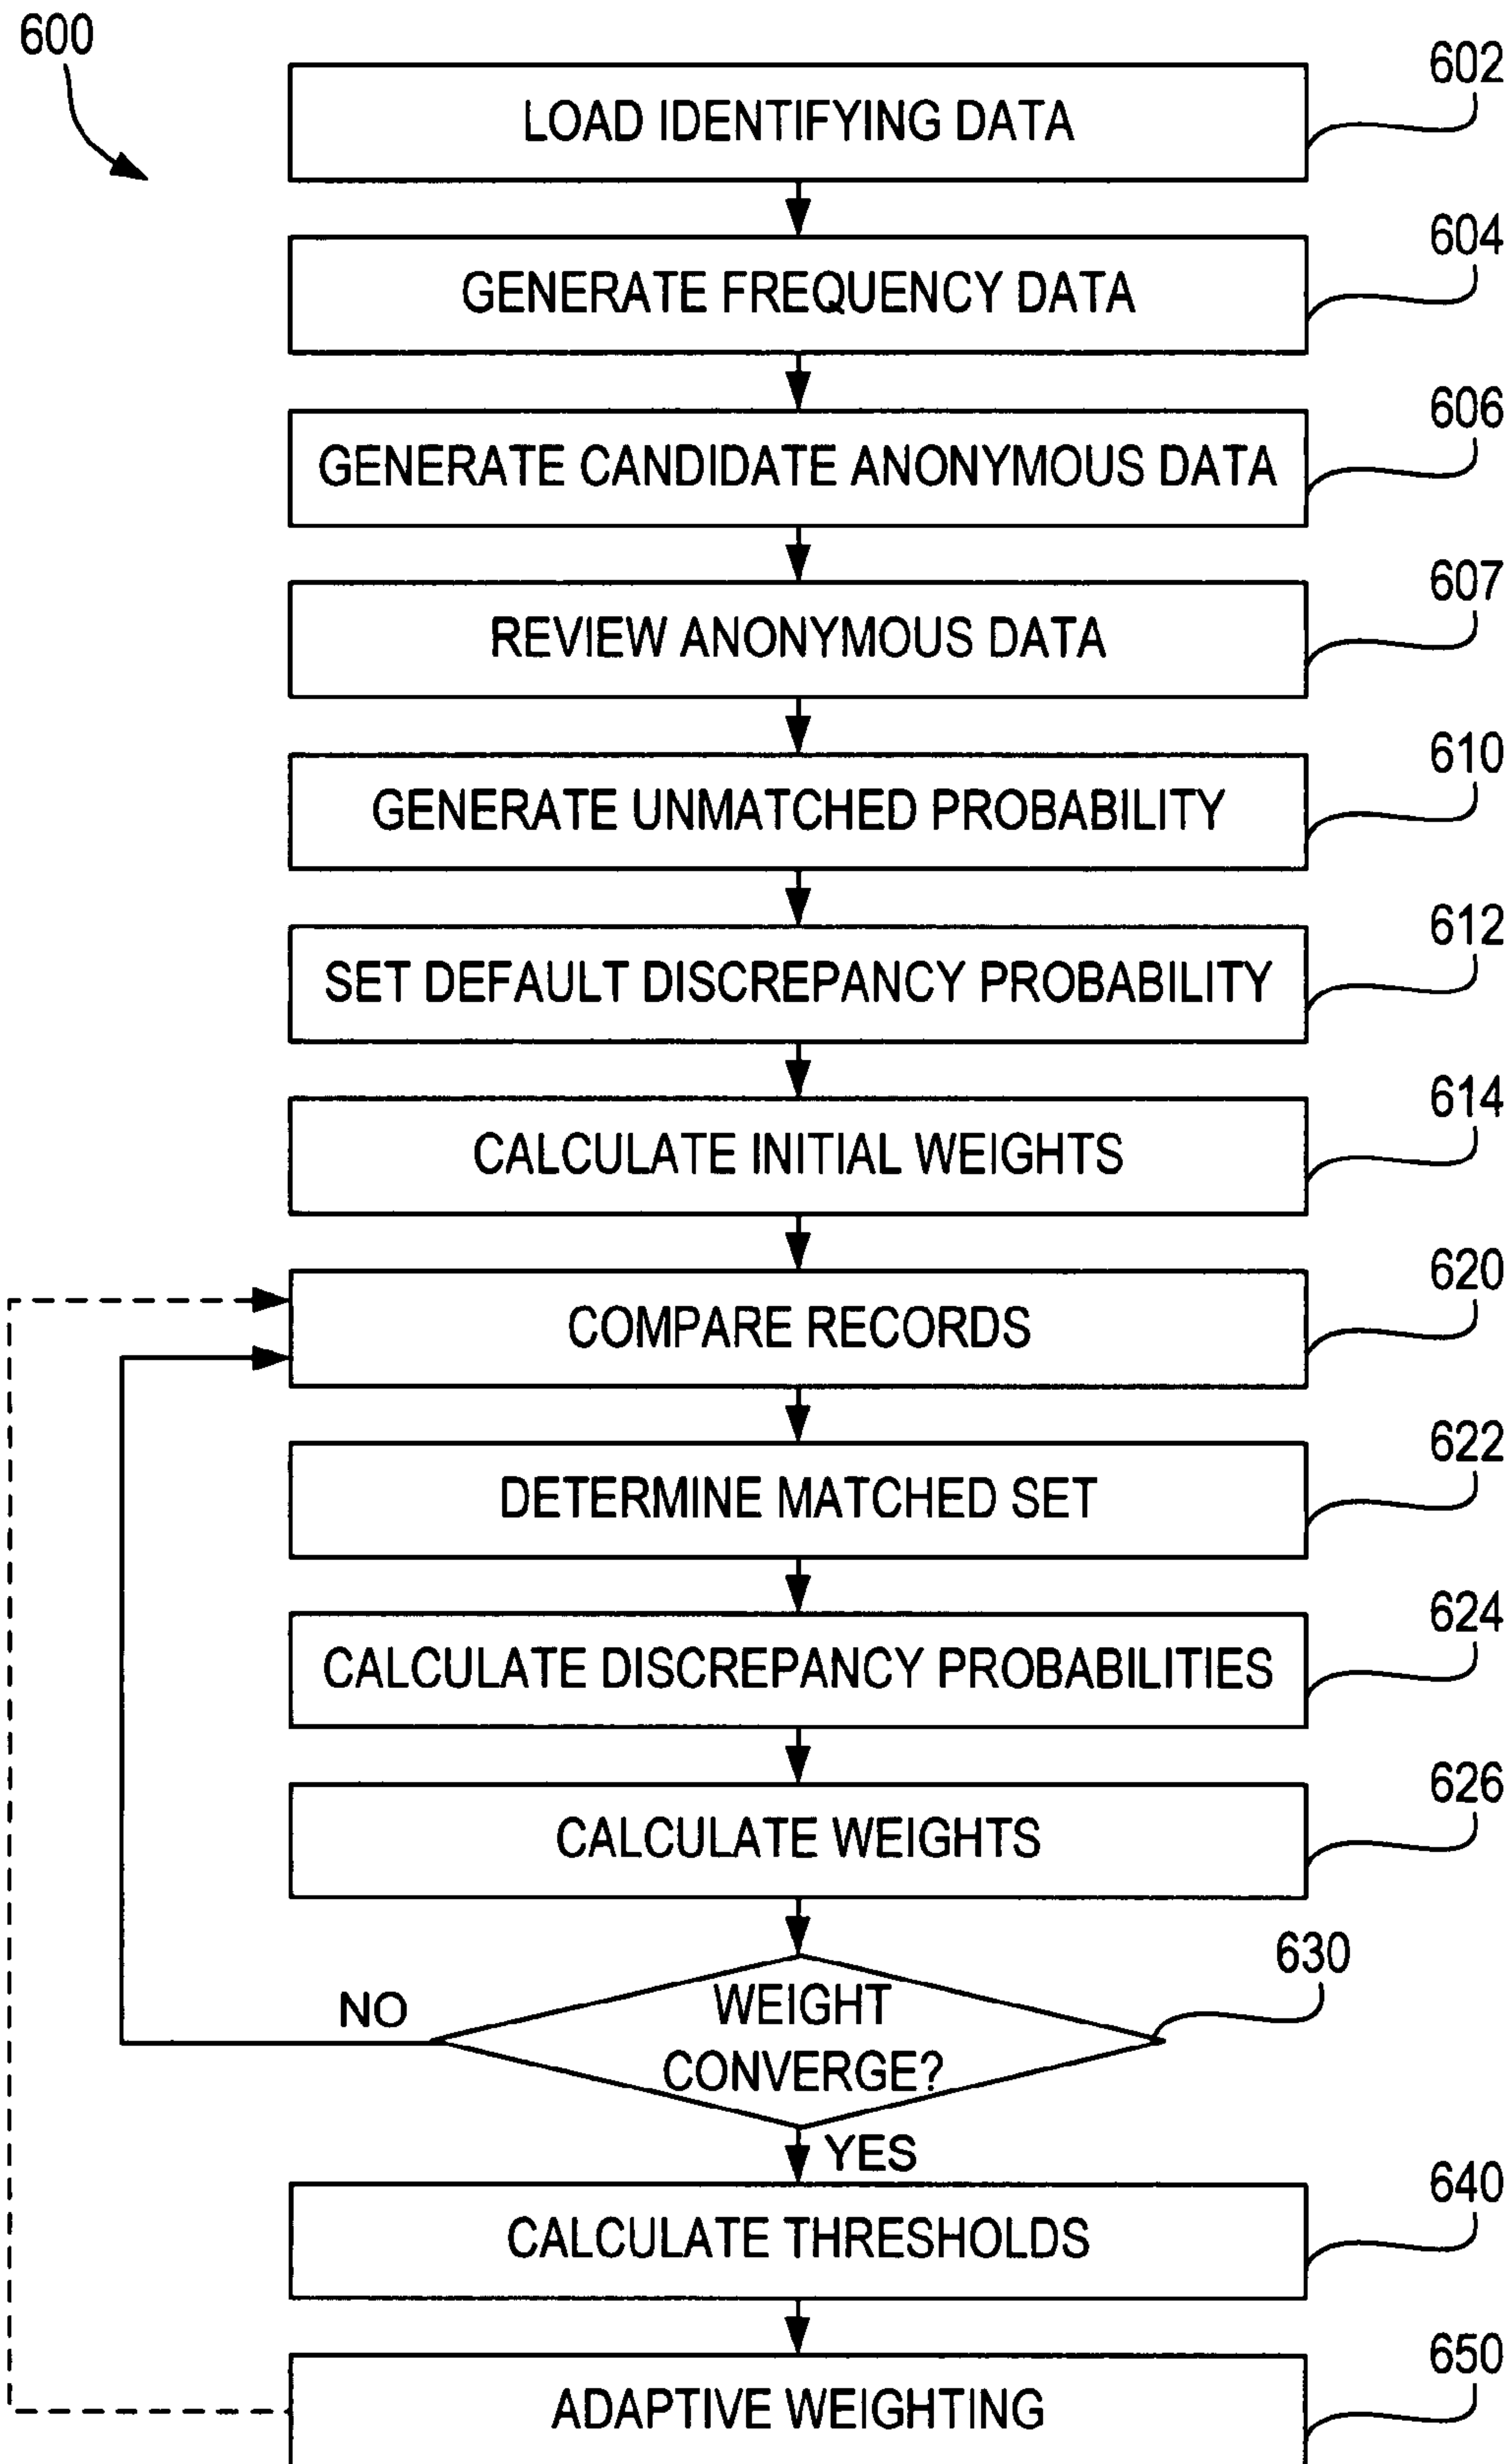 600
LOAD IDENTIFYING DATA
602
GENERATE FREQUENCY DATA
604
GENERATE CANDIDATE ANONYMOUS DATA
606
REVIEW ANONYMOUS DATA
607
GENERATE UNMATCHED PROBABILITY
610
SET DEFAULT DISCREPANCY PROBABILITY
612
CALCULATE INITIAL WEIGHTS
614
COMPARE RECORDS
620
DETERMINE MATCHED SET
622
CALCULATE DISCREPANCY PROBABILITIES
624
CALCULATE WEIGHTS
626
WEIGHT
CONVERGE?
630
NO
YES
CALCULATE THRESHOLDS
640
ADAPTIVE WEIGHTING
650